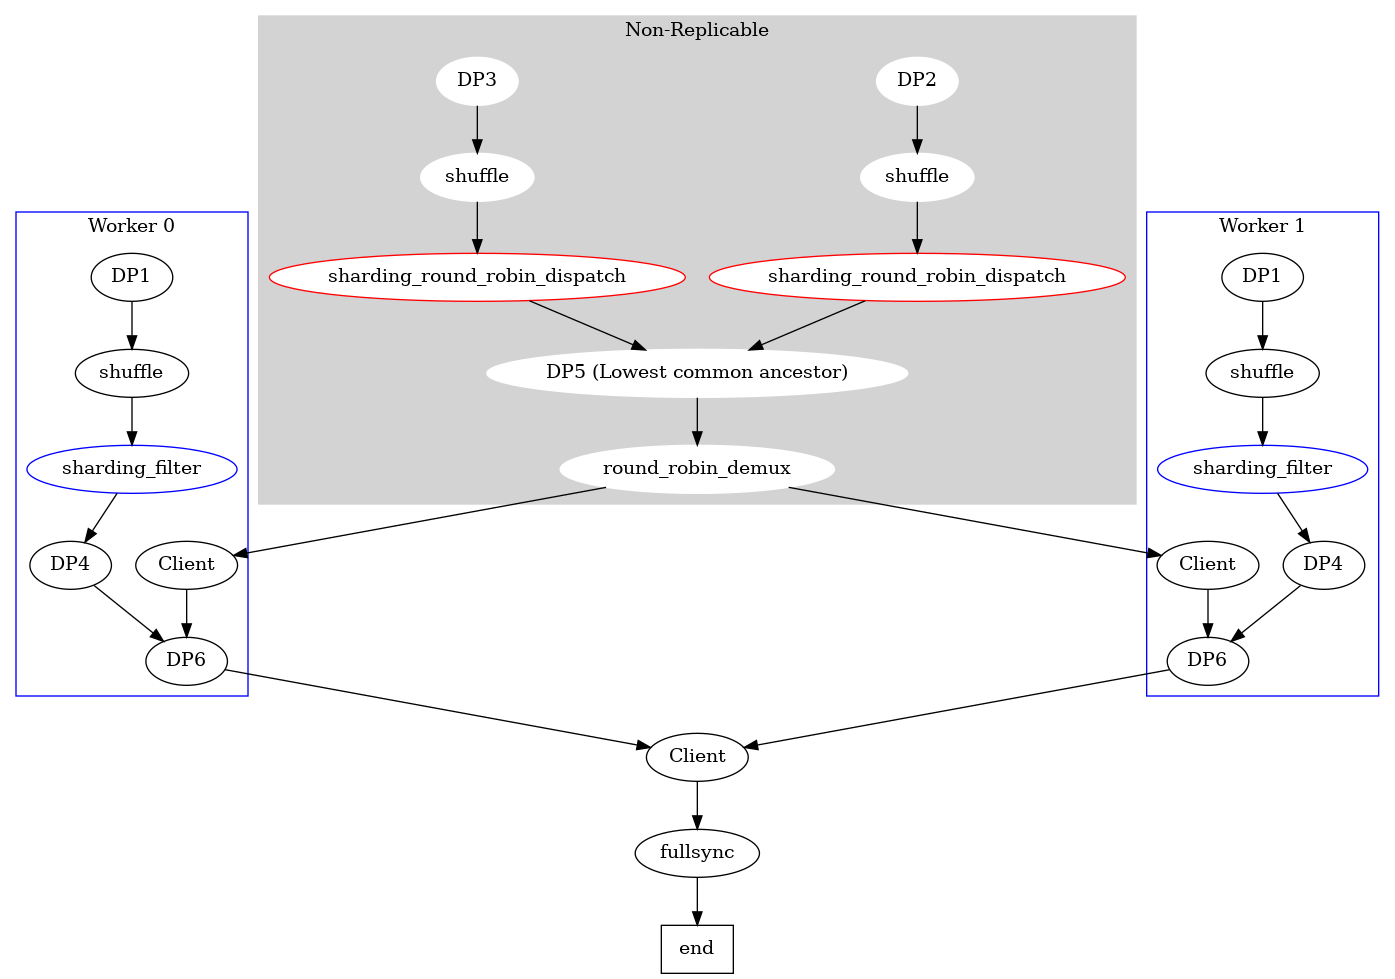 Non-Replicable
DP3
DP2
shuffle
shuffle
Worker 0
Worker 1
DP1
sharding_round_robin_dispatch
sharding_round_robin_dispatch
DP1
shuffle
DP5 (Lowest common ancestor)
shuffle
sharding_filter
round_robin_demux
sharding_filter
DP4
Client
Client
DP4
DP6
DP6
Client
fullsync
end